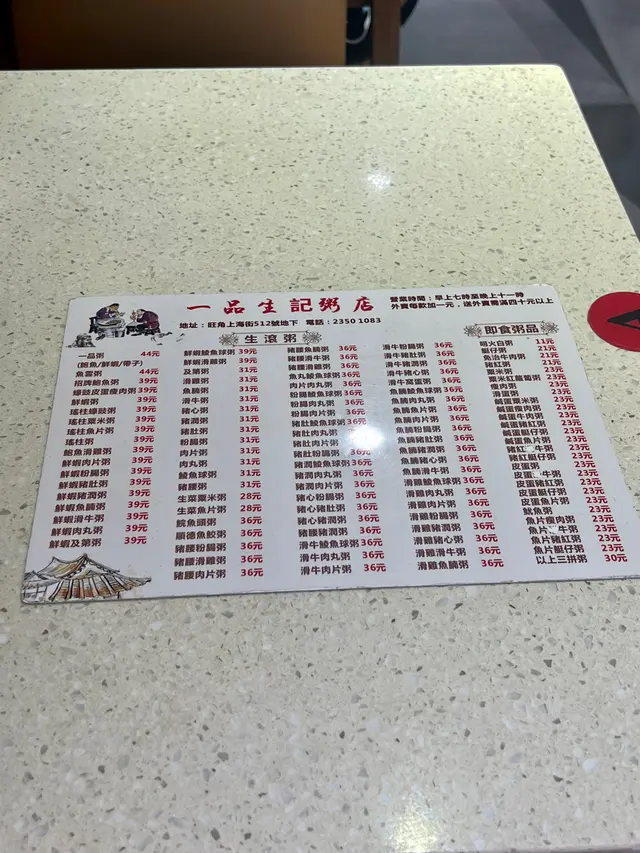 一品生記粥店
營業時間：早上七時至晚上十一時
外賣每款加一元，送外賣需滿四十元以上
地址：旺角上海街512號地下 電話：2350 1083
生滾粥
一品粥 44元
(鮑魚/鮮蝦/帶子)
魚雲粥 44元
招牌鮑魚粥 39元
蠔豉皮蛋瘦肉粥 39元
鮮蝦粥 39元
瑤柱蠔豉粥 39元
瑤柱粟米粥 39元
瑤柱魚片粥 39元
瑤柱粥 39元
鮑魚滑雞粥 39元
鮮蝦肉片粥 39元
鮮蝦粉腸粥 39元
鮮蝦豬肚粥 39元
鮮蝦豬潤粥 39元
鮮蝦魚腩粥 39元
鮮蝦滑牛粥 39元
鮮蝦肉丸粥 39元
鮮蝦及第粥 39元
鮮蝦鯪魚球粥 39元
鮮蝦滑雞粥 39元
及第粥 31元
滑雞粥 31元
魚腩粥 31元
滑牛粥 31元
豬心粥 31元
豬潤粥 31元
豬肚粥 31元
粉腸粥 31元
肉片粥 31元
肉丸粥 31元
鯪魚球粥 31元
豬腰粥 31元
生菜粟米粥 28元
生菜魚片粥 28元
鯇魚頭粥 36元
順德魚餃粥 36元
豬腰粉腸粥 36元
豬腰滑雞粥 36元
豬腰肉片粥 36元
豬腰魚腩粥 36元
豬腰滑牛粥 36元
豬腰滑雞粥 36元
魚丸鯪魚球粥 36元
肉片肉丸粥 36元
粉腸鯪魚球粥 36元
粉腸肉丸粥 36元
粉腸肉片粥 36元
豬肚鯪魚球粥 36元
豬肚肉丸粥 36元
豬肚肉片粥
豬肚粉腸粥 36元
豬潤鯪魚球粥 36元
豬潤肉丸粥 36元
豬潤肉片粥 36元
豬心粉腸粥 36元
豬心豬肚粥 36元
豬心豬潤粥 36元
豬腰豬潤粥 36元
滑牛鯪魚球粥 36元
滑牛肉丸粥 36元
滑牛肉片粥 36元
滑牛粉腸粥 36元
滑牛豬肚粥 36元
滑牛豬潤粥 36元
滑牛豬心粥 36元
滑牛窩蛋粥 36元
魚腩鯪魚球粥 36元
魚腩肉丸粥 36元
魚腩魚片粥 36元
魚腩肉片粥 36元
魚腩粉腸粥 36元
魚腩豬肚粥 36元
魚腩豬潤粥 36元
魚腩豬心粥 36元
魚腩滑牛粥 36元
滑雞鯪魚球粥 36元
滑雞肉丸粥 36元
滑雞肉片粥 36元
滑雞粉腸粥 36元
滑雞豬肚粥 36元
滑雞豬潤粥 36元
滑雞滑牛粥 36元
滑雞魚腩粥 36元
即食粥品
明火白粥 11元
艇仔粥 21元
免治牛肉粥 21元
豬紅粥 21元
粟米粥 23元
粟米紅蘿蔔粥 23元
瘦肉粥 23元
滑蛋粥 23元
鹹蛋粟米粥 23元
鹹蛋瘦肉粥 23元
鹹蛋牛肉粥 23元
鹹蛋豬紅粥 23元
鹹蛋艇仔粥 23元
鹹蛋魚片粥 23元
豬紅 牛粥 23元
豬紅艇仔粥 23元
皮蛋粥 23元
皮蛋 牛粥 23元
皮蛋豬紅粥 23元
皮蛋艇仔粥 23元
皮蛋魚片粥 23元
魷魚粥 23元
魚片瘦肉粥 23元
魚片 牛粥 23元
魚片豬紅粥 23元
魚片艇仔粥 23元
以上三拼粥 30元